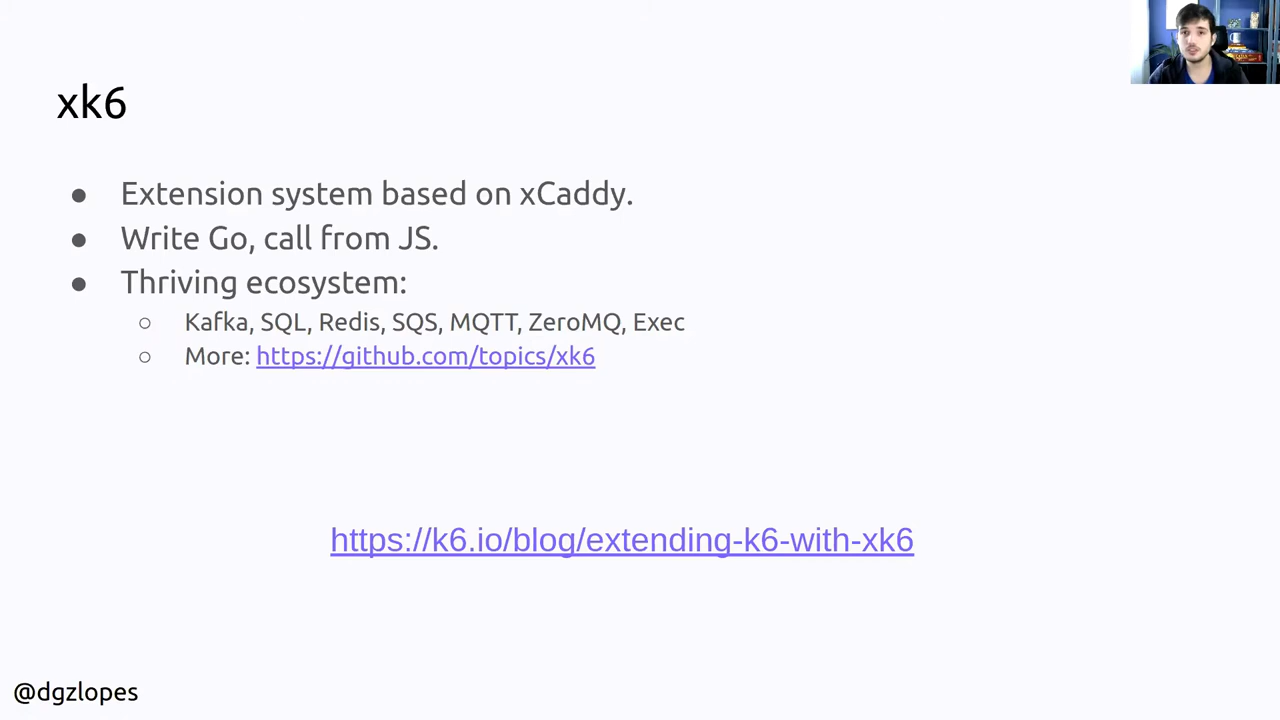 xk6
● Extension system based on xCaddy.
● Write Go, call from JS.
● Thriving ecosystem:
○ Kafka, SQL, Redis, SQS, MQTT, ZeroMQ, Exec
○ More: https://github.com/topics/xk6
https://k6.io/blog/extending-k6-with-xk6
@dgzlopes